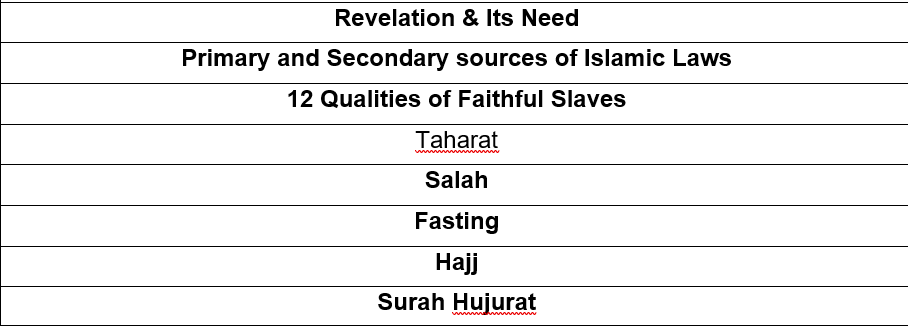 Revelation & Its Need
Primary and Secondary sources of Islamic Laws
12 Qualities of Faithful Slaves
Taharat
Salah
Fasting
Hajj
Surah Hujurat